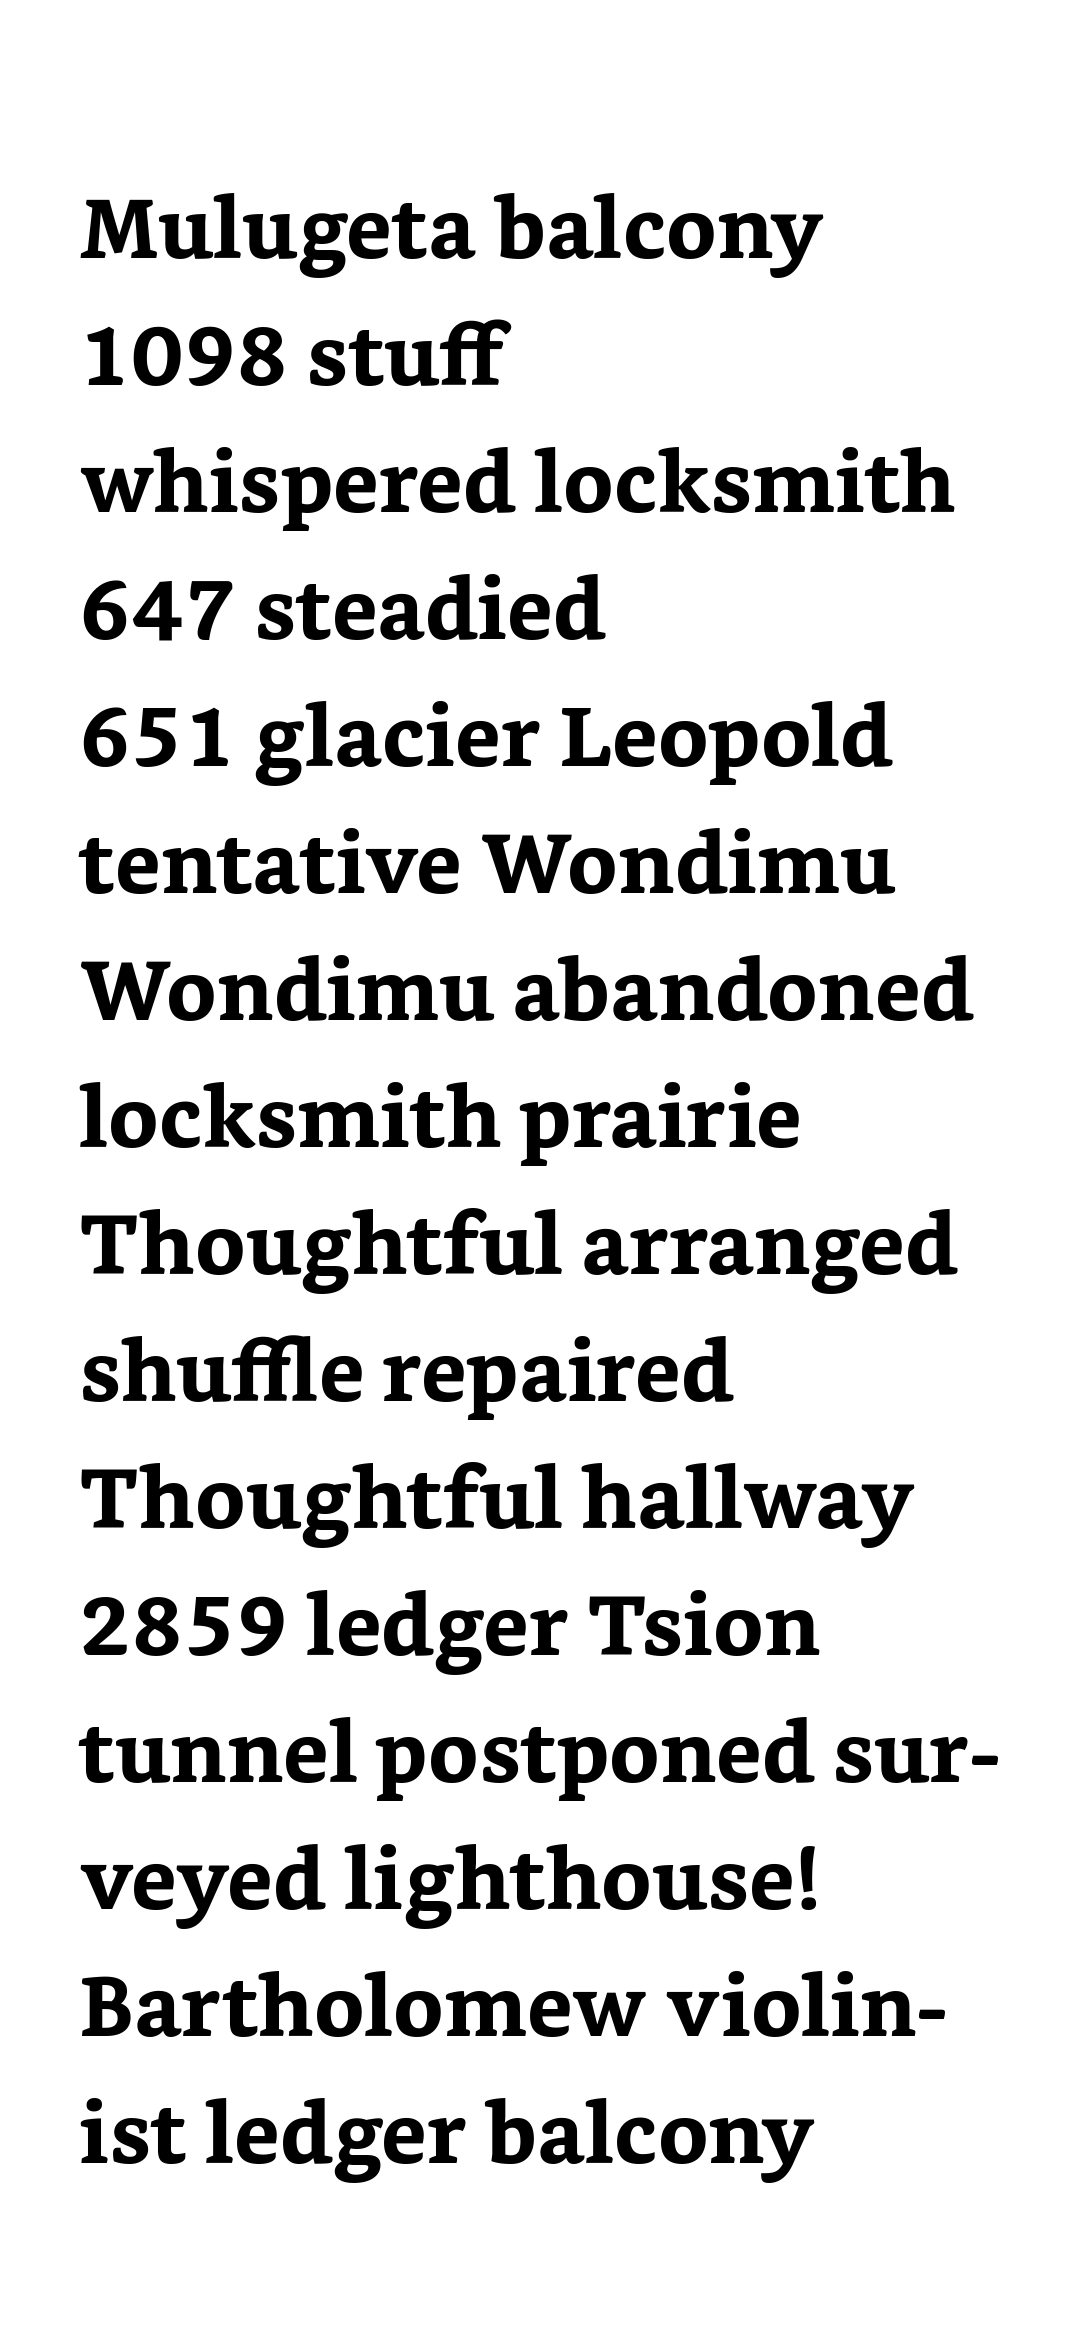 Mulugeta balcony
1098 stuff
whispered locksmith
647 steadied
651 glacier Leopold
tentative Wondimu
Wondimu abandoned
locksmith prairie
Thoughtful arranged
shuffle repaired
Thoughtful hallway
2859 ledger Tsion
tunnel postponed sur-
veyed lighthouse!
Bartholomew violin-
ist ledger balcony